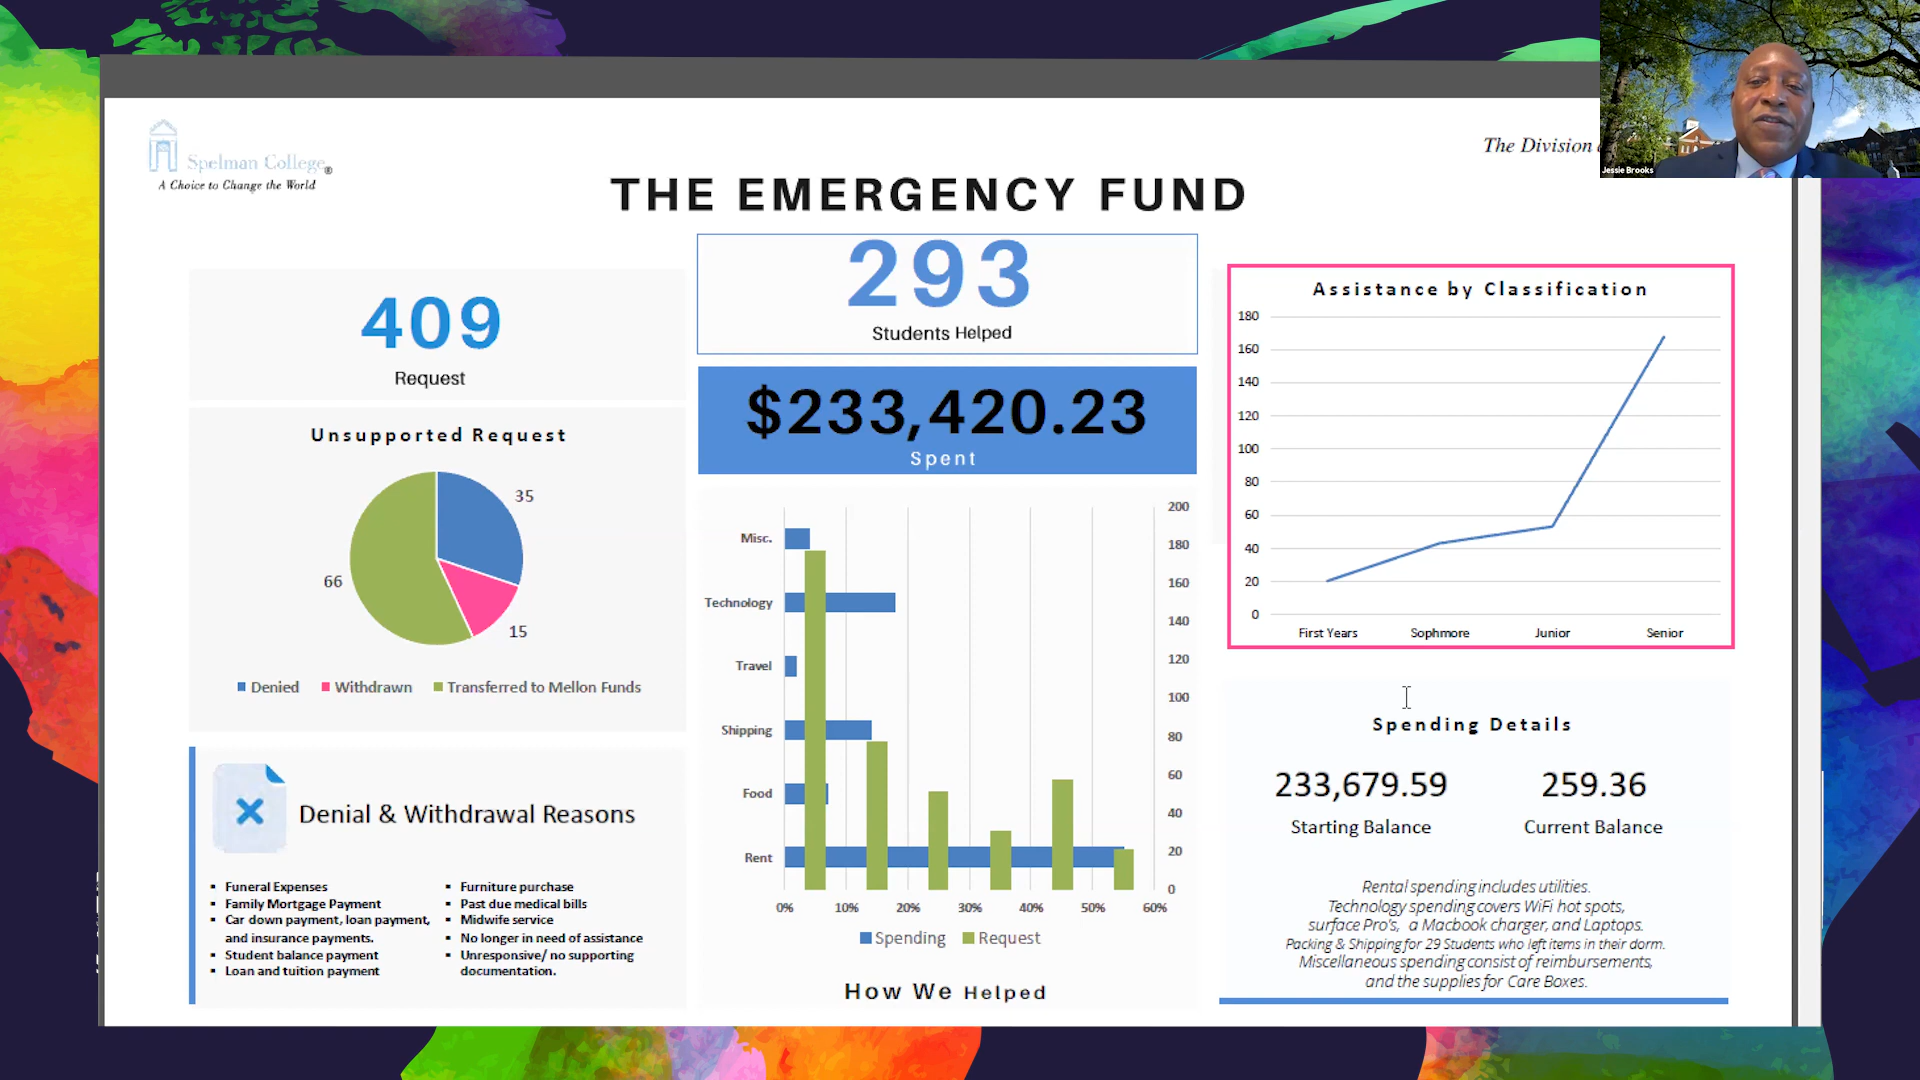 Spelman College®
A Choice to Change the World
The Division
Jessie Brooks
THE EMERGENCY FUND
409
Request
Unsupported Request
35
66
15
Denied Withdrawn Transferred to Mellon Funds
Denial & Withdrawal Reasons
▪ Funeral Expenses
▪ Family Mortgage Payment
▪ Car down payment, loan payment,
and insurance payments.
▪ Student balance payment
▪ Loan and tuition payment
▪ Furniture purchase
▪ Past due medical bills
▪ Midwife service
▪ No longer in need of assistance
▪ Unresponsive/ no supporting
documentation.
293
Students Helped
$233,420.23
Spent
200
Misc.
180
160
Technology
140
120
Travel
100
Shipping
80
60
Food
40
Rent
20
0
0% 10% 20% 30% 40% 50% 60%
Spending Request
How We Helped
Assistance by Classification
180
160
140
120
100
80
60
40
20
0
First Years Sophmore Junior Senior
Spending Details
233,679.59 259.36
Starting Balance Current Balance
Rental spending includes utilities.
Technology spending covers WiFi hot spots,
surface Pro's, a Macbook charger, and Laptops.
Packing & Shipping for 29 Students who left items in their dorm.
Miscellaneous spending consist of reimbursements,
and the supplies for Care Boxes.